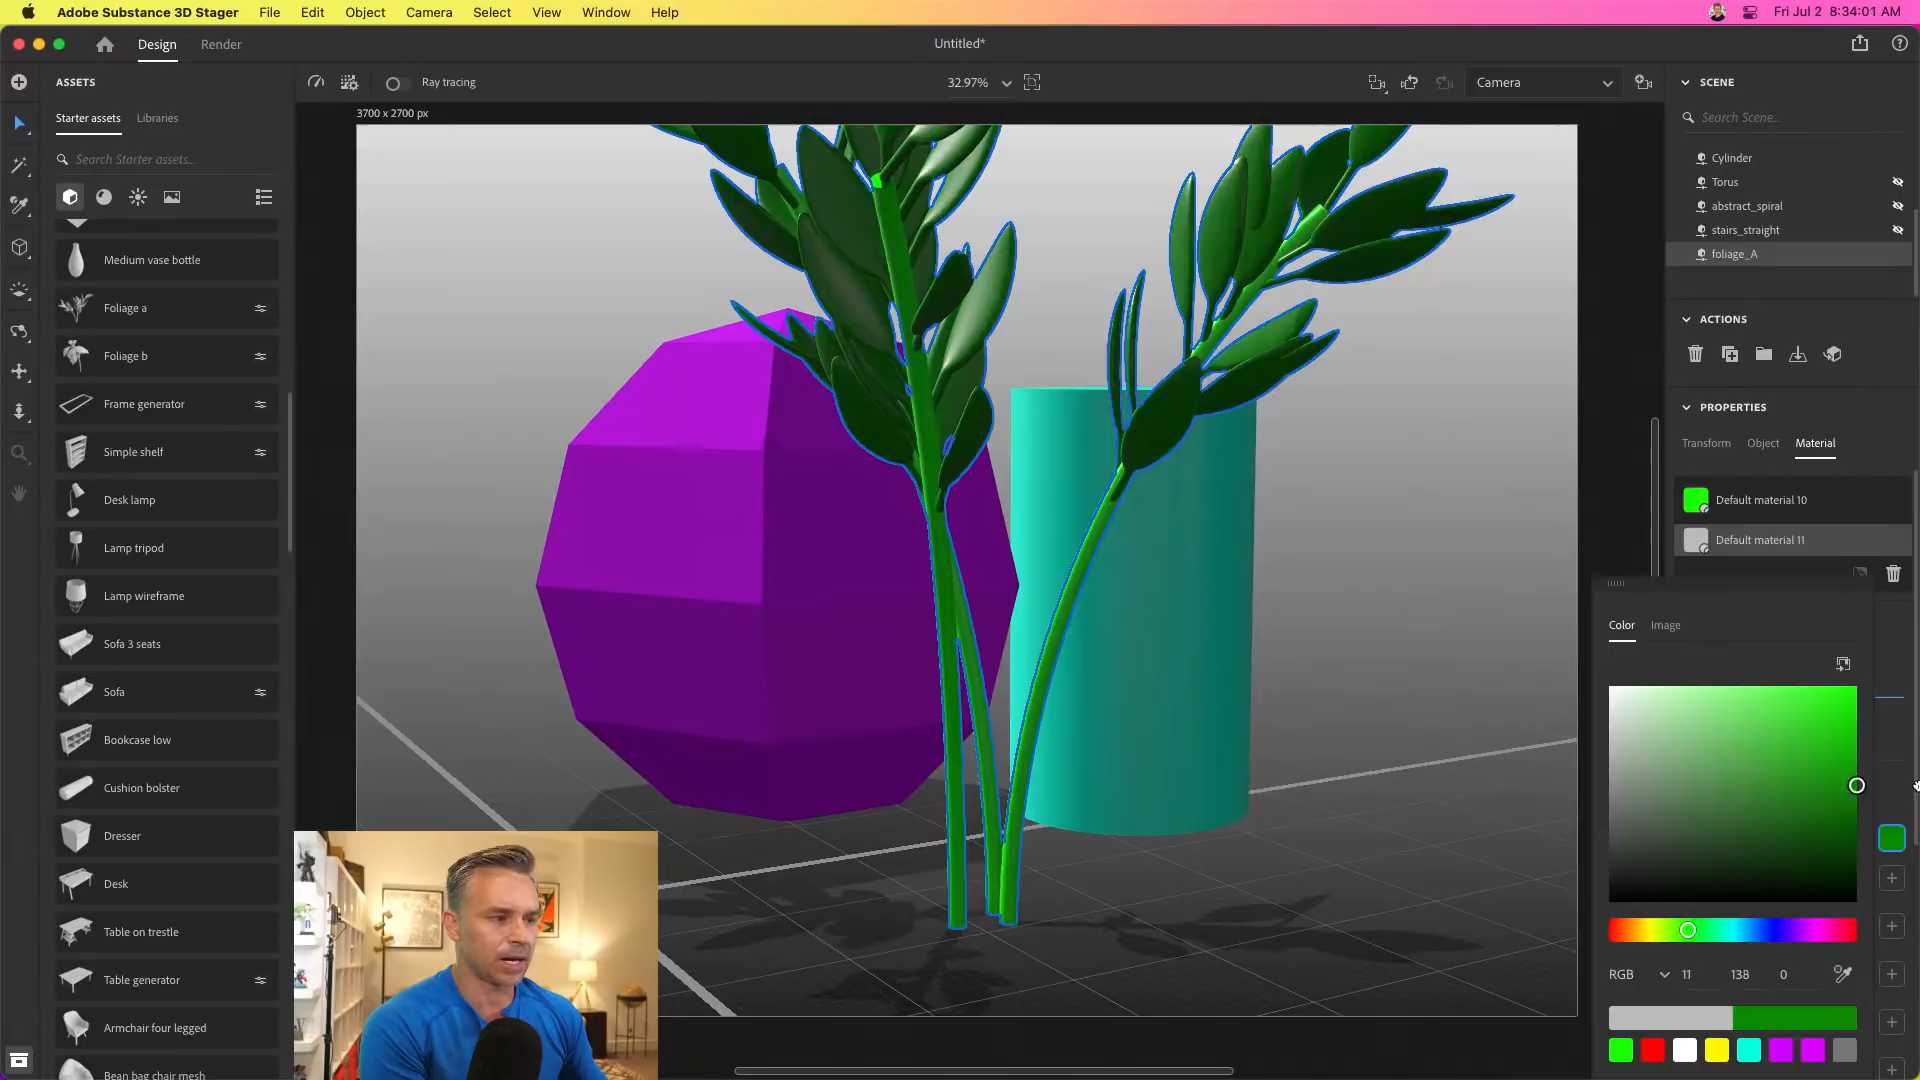 Adobe Substance 3D Stager File Edit Object Camera Select View Window Help Fri Jul 2 8:34:01 AM
Design Render Untitled*
ASSETS Ray tracing 32.97% Camera SCENE
3700 x 2700 px
Starter assets Libraries
Search Scene...
Search Starter assets...
Cylinder
Torus
abstract_spiral
stairs_straight
foliage_A
Medium vase bottle
Foliage a
Foliage b
Frame generator
Simple shelf
Desk lamp
Lamp tripod
Lamp wireframe
Sofa 3 seats
Sofa
Bookcase low
Cushion bolster
Dresser
Desk
Table on trestle
Table generator
Armchair four legged
Bean bag chair mesh
ACTIONS
PROPERTIES
Transform Object Material
Default material 10
Default material 11
Color Image
RGB 11 138 0